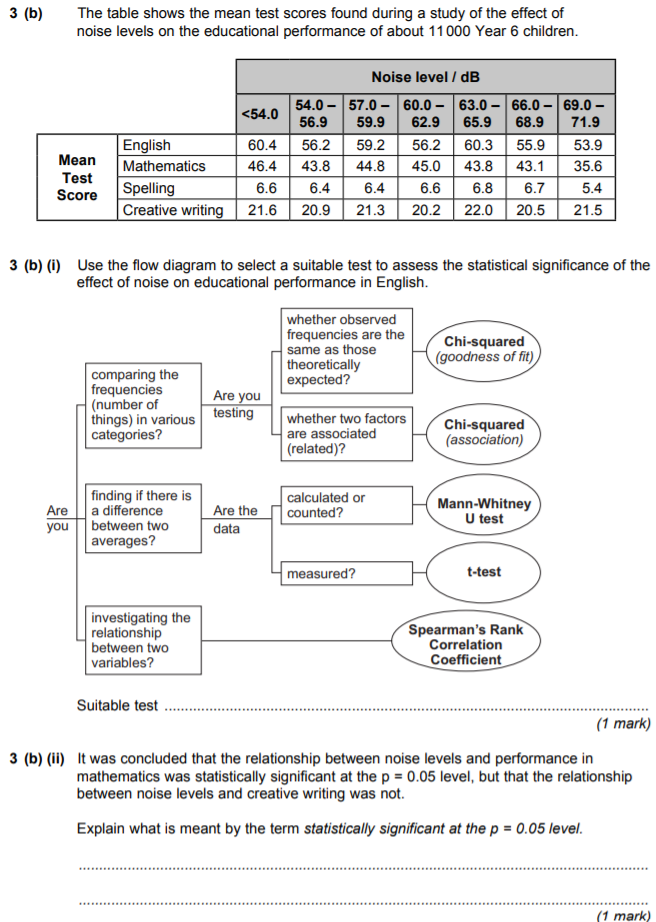 3 (b) The table shows the mean test scores found during a study of the effect of
noise levels on the educational performance of about 11 000 Year 6 children.
Noise level / dB
<54.0 54.0 – 56.9 57.0 – 59.9 60.0 – 62.9 63.0 – 65.9 66.0 – 68.9 69.0 – 71.9
Mean Test Score
English 60.4 56.2 59.2 56.2 60.3 55.9 53.9
Mathematics 46.4 43.8 44.8 45.0 43.8 43.1 35.6
Spelling 6.6 6.4 6.4 6.6 6.8 6.7 5.4
Creative writing 21.6 20.9 21.3 20.2 22.0 20.5 21.5
3 (b) (i) Use the flow diagram to select a suitable test to assess the statistical significance of the
effect of noise on educational performance in English.
Are
you
comparing the
frequencies
(number of
things) in various
categories?
Are you
testing
whether observed
frequencies are the
same as those
theoretically
expected?
Chi-squared
(goodness of fit)
whether two factors
are associated
(related)?
Chi-squared
(association)
finding if there is
a difference
between two
averages?
Are the
data
calculated or
counted?
Mann-Whitney
U test
measured?
t-test
investigating the
relationship
between two
variables?
Spearman's Rank
Correlation
Coefficient
Suitable test ................................................................
(1 mark)
3 (b) (ii) It was concluded that the relationship between noise levels and performance in
mathematics was statistically significant at the p = 0.05 level, but that the relationship
between noise levels and creative writing was not.
Explain what is meant by the term statistically significant at the p = 0.05 level.
................................................................
................................................................
(1 mark)